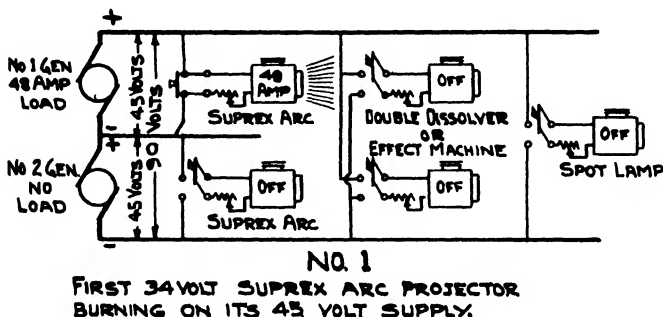 +
No 1 GEN
48 AMP
LOAD
45 VOLTS
90 VOLTS
48
AMP
SUPREX ARC
OFF
DOUBLE DISSOLVER
OR
EFFECT MACHINE
OFF
SPOT LAMP
+
-
No 2 GEN
NO
LOAD
45 VOLTS
OFF
SUPREX ARC
OFF
-
NO. 1
FIRST 34 VOLT SUPREX ARC PROJECTOR
BURNING ON ITS 45 VOLT SUPPLY.